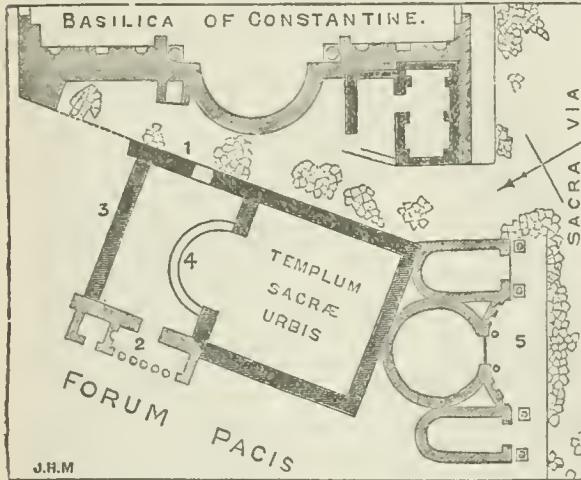 BASILICA OF CONSTANTINE.
SACRA VIA
1
3
4
TEMPLUM
SACRÆ
URBIS
2
5
FORUM PACIS
J.H.M